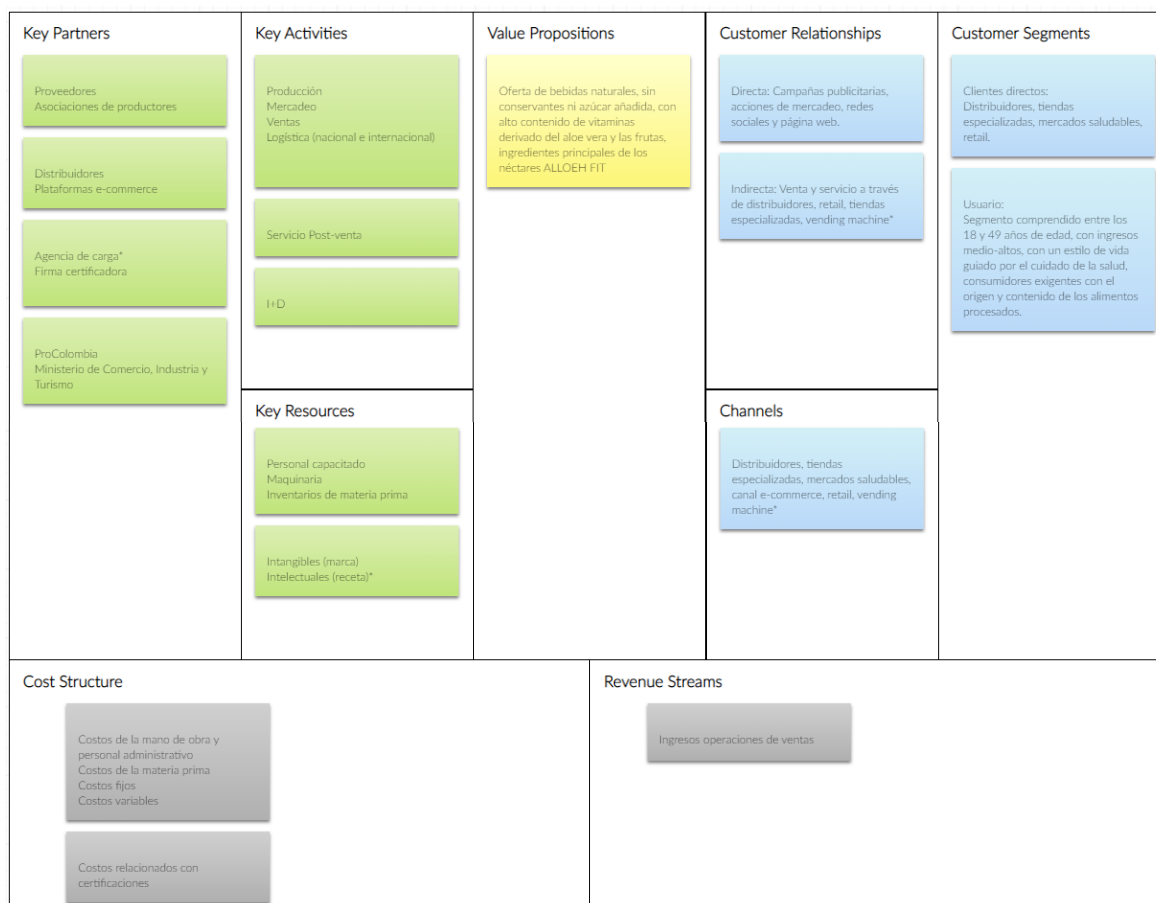 Key Partners
Proveedores
Asociaciones de productores
Distribuidores
Plataformas e-commerce
Agencia de carga*
Firma certificadora
ProColombia
Ministerio de Comercio, Industria y
Turismo
Key Activities
Producción
Mercadeo
Ventas
Logística (nacional e internacional)
Servicio Post-venta
I+D
Key Resources
Personal capacitado
Maquinaria
Inventarios de materia prima
Intangibles (marca)
Intelectuales (receta)*
Value Propositions
Oferta de bebidas naturales, sin
conservantes ni azúcar añadida, con
alto contenido de vitaminas
derivado del aloe vera y las frutas,
ingredientes principales de los
néctares ALLOEH FIT
Customer Relationships
Directa: Campañas publicitarias,
acciones de mercadeo, redes
sociales y página web.
Indirecta: Venta y servicio a través
de distribuidores, retail, tiendas
especializadas, vending machine*
Channels
Distribuidores, tiendas
especializadas, mercados saludables,
canal e-commerce, retail, vending
machine*
Customer Segments
Clientes directos:
Distribuidores, tiendas
especializadas, mercados saludables,
retail.
Usuario:
Segmento comprendido entre los
18 y 49 años de edad, con ingresos
medio-altos, con un estilo de vida
guiado por el cuidado de la salud,
consumidores exigentes con el
origen y contenido de los alimentos
procesados.
Cost Structure
Costos de la mano de obra y
personal administrativo
Costos de la materia prima
Costos fijos
Costos variables
Costos relacionados con
certificaciones
Revenue Streams
Ingresos operaciones de ventas